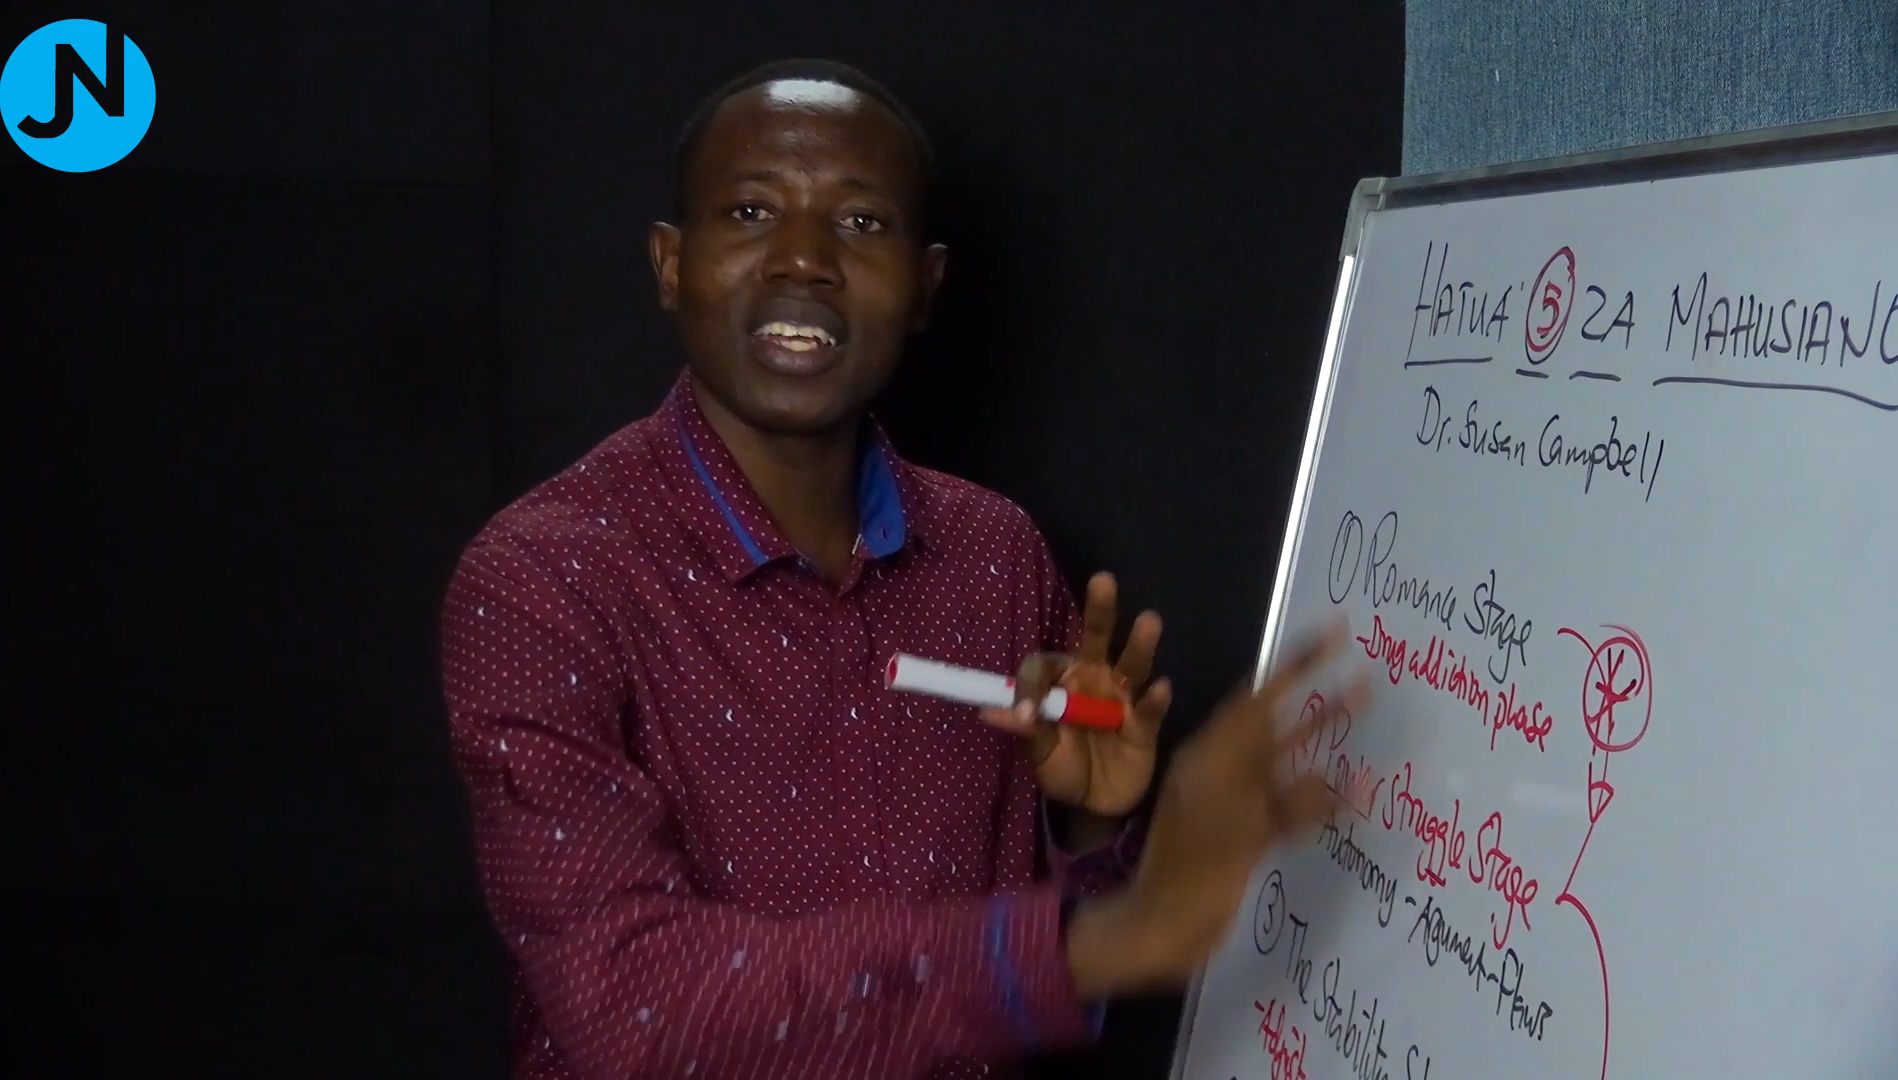 JN
HATUA 5 ZA MAHUSIANO
Dr. Susan Campbell
① Romance Stage
-Drug addiction phase
② Power Struggle Stage
Autonomy - Argument - Flaws
③ The Stability
-Adjust